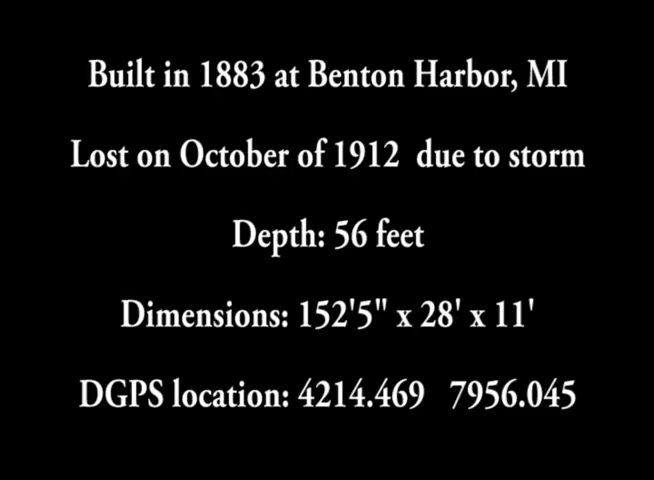 Built in 1883 at Benton Harbor, MI
Lost on October of 1912 due to storm
Depth: 56 feet
Dimensions: 152'5" x 28' x 11'
DGPS location: 4214.469 7956.045